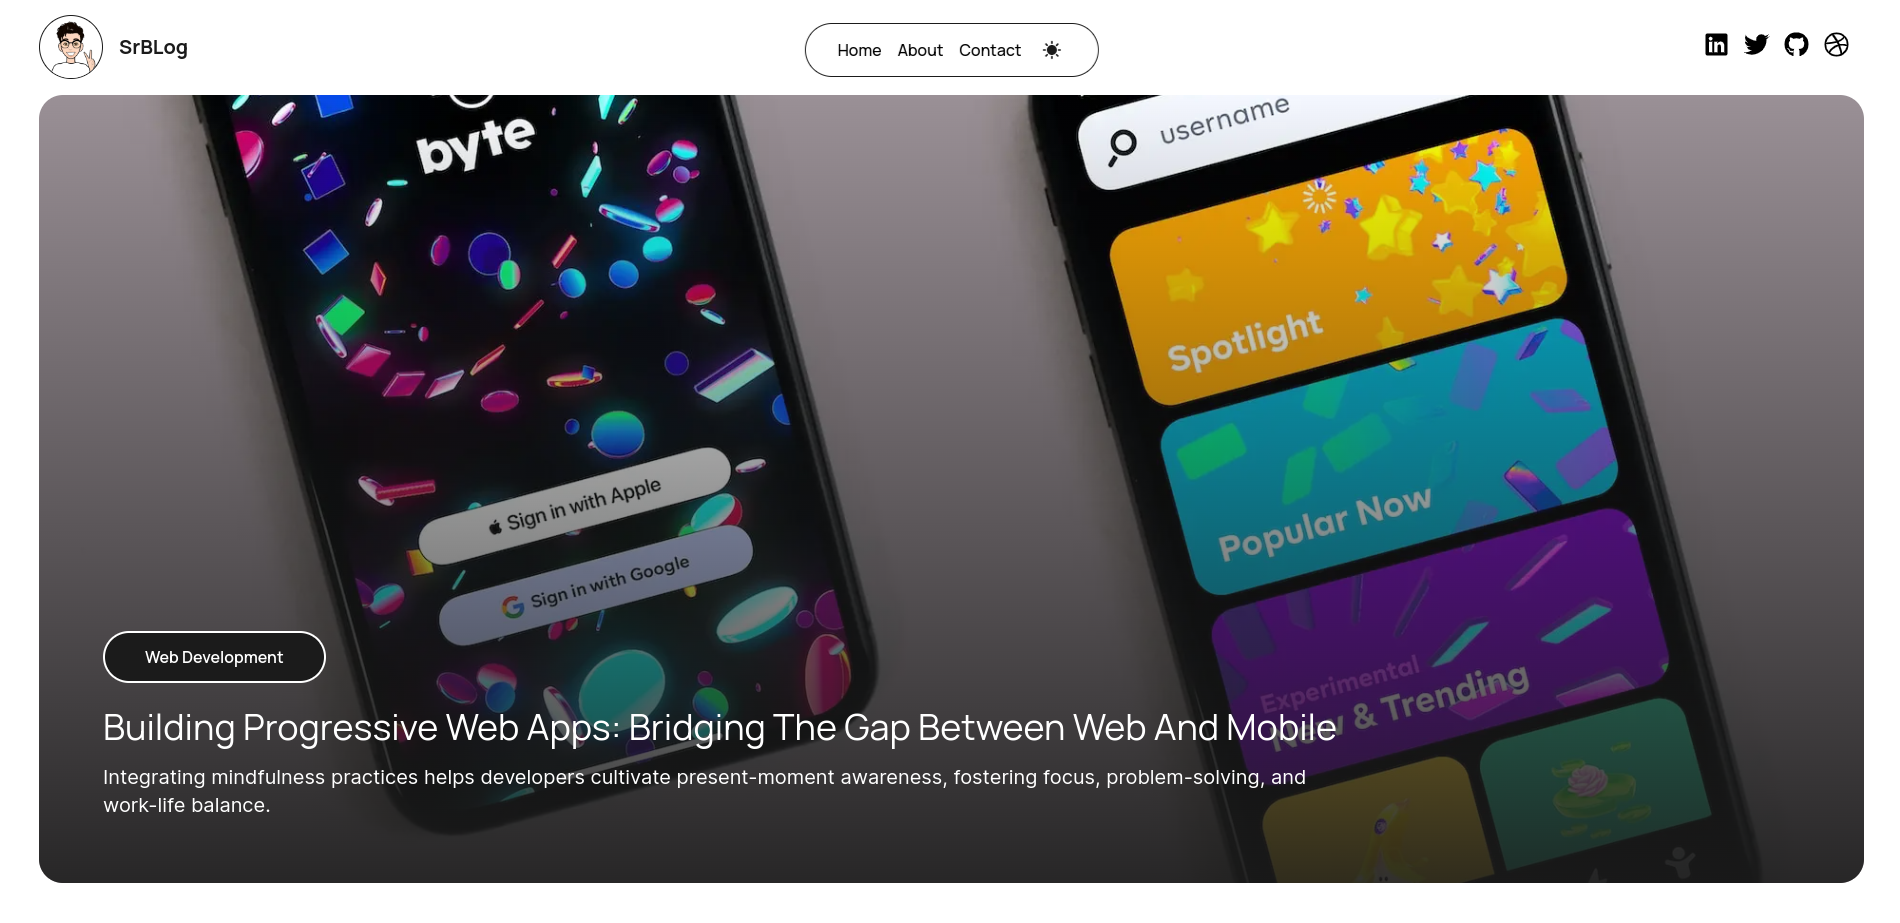 SrBLog
Home About Contact
byte
username
Spotlight
Popular Now
Sign in with Apple
Sign in with Google
Experimental
New & Trending
Web Development
Building Progressive Web Apps: Bridging The Gap Between Web And Mobile
Integrating mindfulness practices helps developers cultivate present-moment awareness, fostering focus, problem-solving, and
work-life balance.